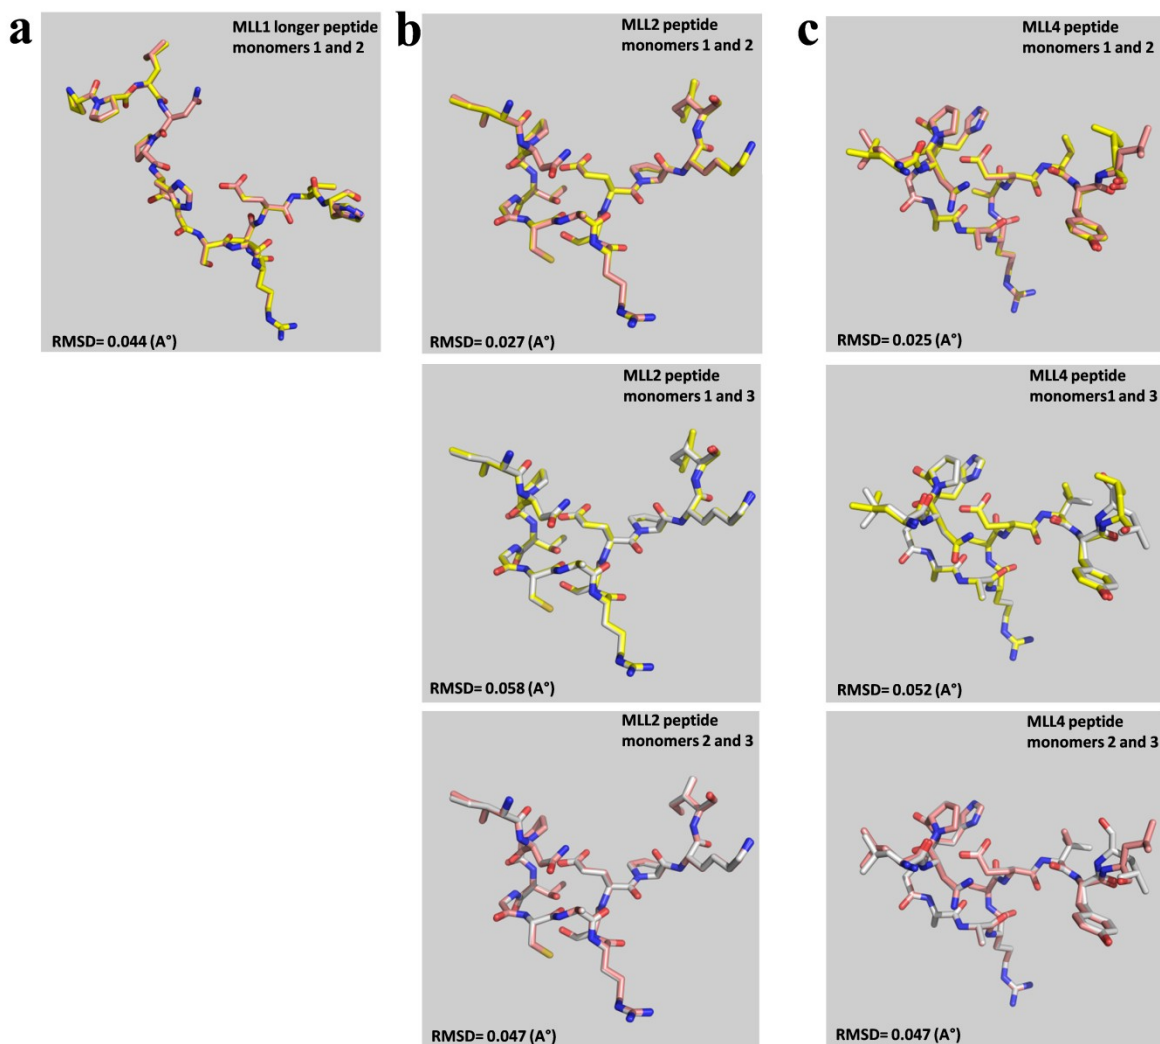 a
MLL1 longer peptide
monomers 1 and 2
RMSD= 0.044 (A°)
b
MLL2 peptide
monomers 1 and 2
RMSD= 0.027 (A°)
MLL2 peptide
monomers 1 and 3
RMSD= 0.058 (A°)
MLL2 peptide
monomers 2 and 3
RMSD= 0.047 (A°)
c
MLL4 peptide
monomers 1 and 2
RMSD= 0.025 (A°)
MLL4 peptide
monomers1 and 3
RMSD= 0.052 (A°)
MLL4 peptide
monomers 2 and 3
RMSD= 0.047 (A°)